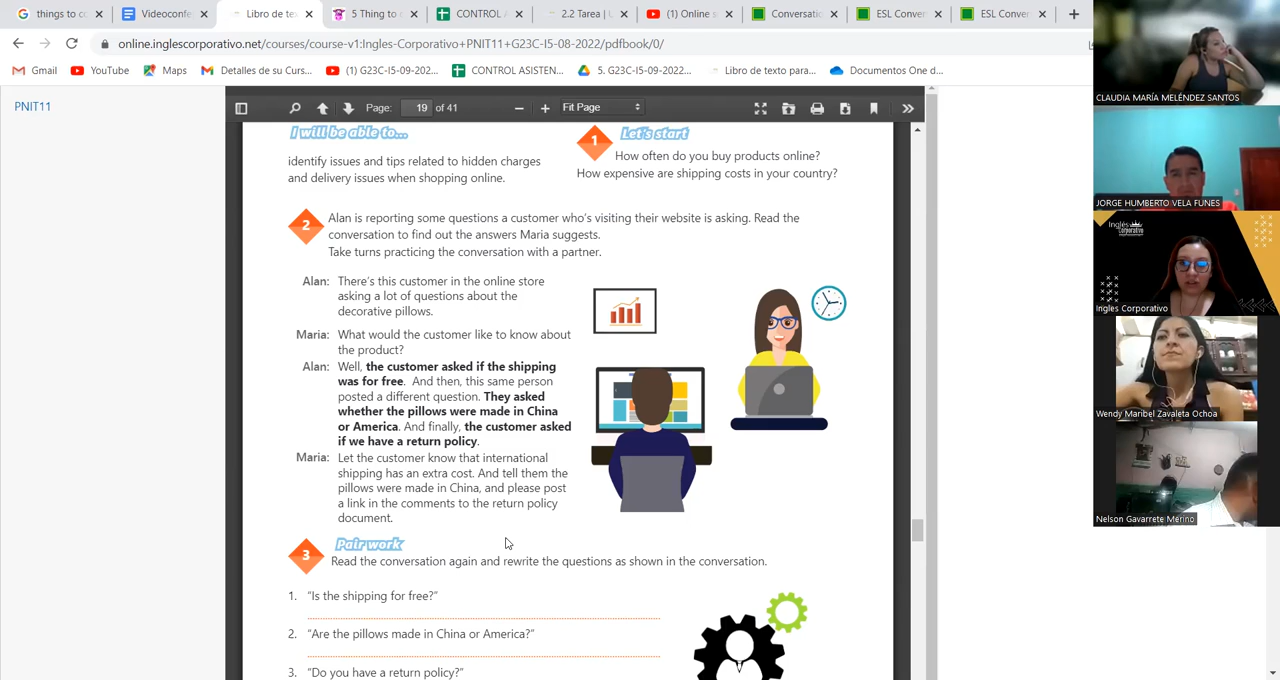 things to co
Videoconfe
Libro de tex
5 Thing to c
CONTROL A
2.2 Tarea | U
(1) Online s
Conversatio
ESL Conver
ESL Conver
online.inglescorporativo.net/courses/course-v1:Ingles-Corporativo+PNIT11+G23C-I5-08-2022/pdfbook/0/
Gmail
YouTube
Maps
Detalles de su Curs...
(1) G23C-I5-09-202...
CONTROL ASISTEN...
5. G23C-I5-09-2022...
Libro de texto para...
Documentos One d...
PNIT11
Page: 19 of 41
Fit Page
I will be able to...
identify issues and tips related to hidden charges
and delivery issues when shopping online.
1 Let's start
How often do you buy products online?
How expensive are shipping costs in your country?
2 Alan is reporting some questions a customer who's visiting their website is asking. Read the
conversation to find out the answers Maria suggests.
Take turns practicing the conversation with a partner.
Alan: There's this customer in the online store
asking a lot of questions about the
decorative pillows.
Maria: What would the customer like to know about
the product?
Alan: Well, the customer asked if the shipping
was for free. And then, this same person
posted a different question. They asked
whether the pillows were made in China
or America. And finally, the customer asked
if we have a return policy.
Maria: Let the customer know that international
shipping has an extra cost. And tell them the
pillows were made in China, and please post
a link in the comments to the return policy
document.
3 Pair work
Read the conversation again and rewrite the questions as shown in the conversation.
1. "Is the shipping for free?"
2. "Are the pillows made in China or America?"
3. "Do you have a return policy?"
CLAUDIA MARÍA MELÉNDEZ SANTOS
JORGE HUMBERTO VELA FUNES
Inglés
Corporativo
Ingles Corporativo
Wendy Maribel Zavaleta Ochoa
Nelson Gavarrete Merino